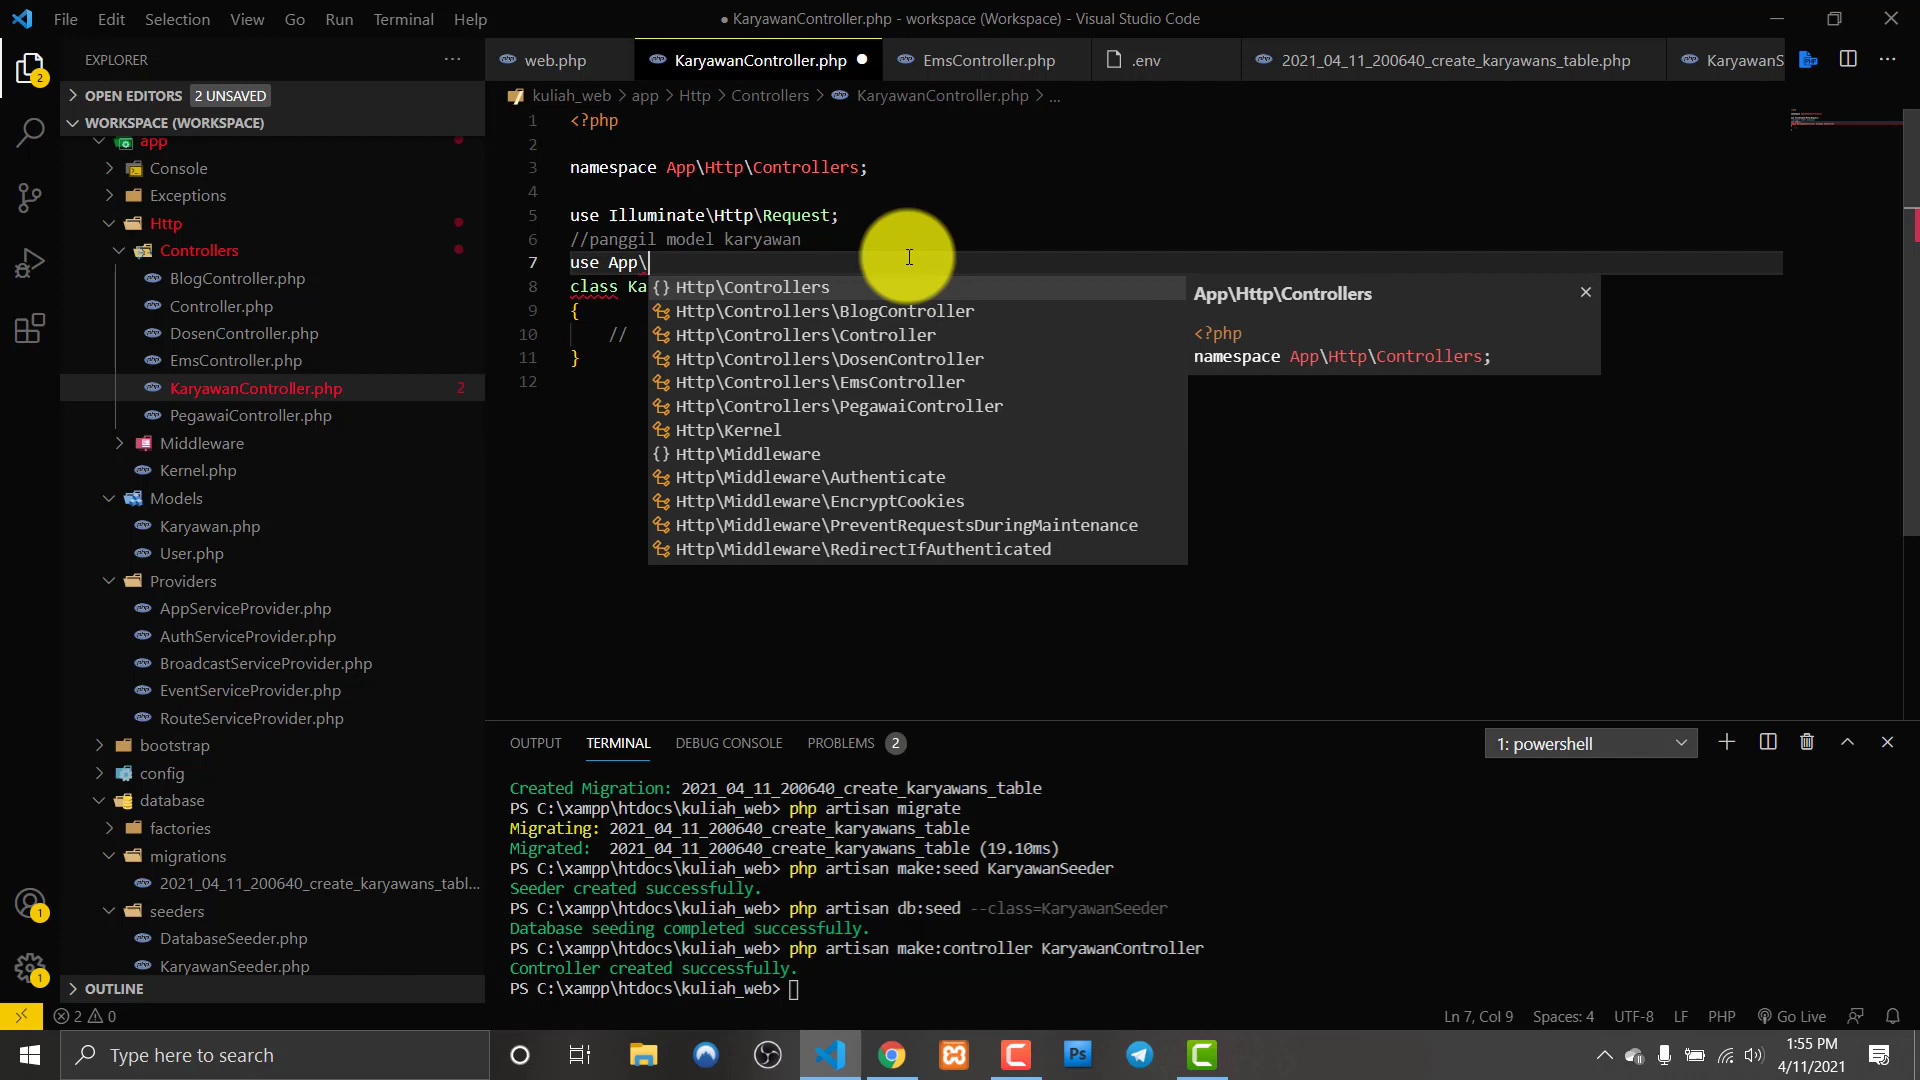 File Edit Selection View Go Run Terminal Help
● KaryawanController.php - workspace (Workspace) - Visual Studio Code
EXPLORER
2
OPEN EDITORS 2 UNSAVED
WORKSPACE (WORKSPACE)
app
Console
Exceptions
Http
Controllers
BlogController.php
Controller.php
DosenController.php
EmsController.php
KaryawanController.php 2
PegawaiController.php
Middleware
Kernel.php
Models
Karyawan.php
User.php
Providers
AppServiceProvider.php
AuthServiceProvider.php
BroadcastServiceProvider.php
EventServiceProvider.php
RouteServiceProvider.php
bootstrap
config
database
factories
migrations
2021_04_11_200640_create_karyawans_tabl...
seeders
DatabaseSeeder.php
KaryawanSeeder.php
OUTLINE
1
1
web.php KaryawanController.php EmsController.php .env 2021_04_11_200640_create_karyawans_table.php KaryawanS
kuliah_web > app > Http > Controllers > KaryawanController.php > ...
1 <?php
2
3 namespace App\Http\Controllers;
4
5 use Illuminate\Http\Request;
6 //panggil model karyawan
7 use App\
8 class Ka
9 {
10 //
11 }
12
{} Http\Controllers
Http\Controllers\BlogController
Http\Controllers\Controller
Http\Controllers\DosenController
Http\Controllers\EmsController
Http\Controllers\PegawaiController
Http\Kernel
{} Http\Middleware
Http\Middleware\Authenticate
Http\Middleware\EncryptCookies
Http\Middleware\PreventRequestsDuringMaintenance
Http\Middleware\RedirectIfAuthenticated
App\Http\Controllers
<?php
namespace App\Http\Controllers;
OUTPUT TERMINAL DEBUG CONSOLE PROBLEMS 2
1: powershell
Created Migration: 2021_04_11_200640_create_karyawans_table
PS C:\xampp\htdocs\kuliah_web> php artisan migrate
Migrating: 2021_04_11_200640_create_karyawans_table
Migrated:  2021_04_11_200640_create_karyawans_table (19.10ms)
PS C:\xampp\htdocs\kuliah_web> php artisan make:seed KaryawanSeeder
Seeder created successfully.
PS C:\xampp\htdocs\kuliah_web> php artisan db:seed --class=KaryawanSeeder
Database seeding completed successfully.
PS C:\xampp\htdocs\kuliah_web> php artisan make:controller KaryawanController
Controller created successfully.
PS C:\xampp\htdocs\kuliah_web>
2 0
Ln 7, Col 9 Spaces: 4 UTF-8 LF PHP Go Live
Type here to search
Ps
1:55 PM
4/11/2021